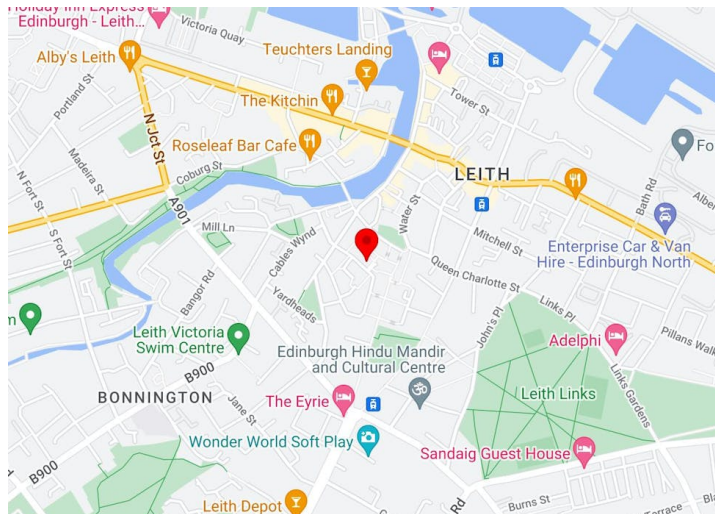 Holiday Inn Express
Edinburgh - Leith...
Victoria Quay
Teuchters Landing
Alby's Leith
Portland St
The Kitchin
Tower St
N Jct St
Roseleaf Bar Cafe
Fo
Madeira St
Coburg St
LEITH
N Fort St
S Fort St
A901
Water St
Bath Rd
Alber
Mill Ln
Cables Wynd
Mitchell St
Enterprise Car & Van
Hire - Edinburgh North
Queen Charlotte St
Bangor Rd
Yardheads
Links Pl
John's Pl
m
Leith Victoria
Swim Centre
Adelphi
Pillans Walk
Edinburgh Hindu Mandir
and Cultural Centre
B900
Links Gardens
BONNINGTON
Jane St
The Eyrie
Leith Links
Wonder World Soft Play
Sandaig Guest House
B900
Leith Depot
Rd
Burns St
Terrace
Bla